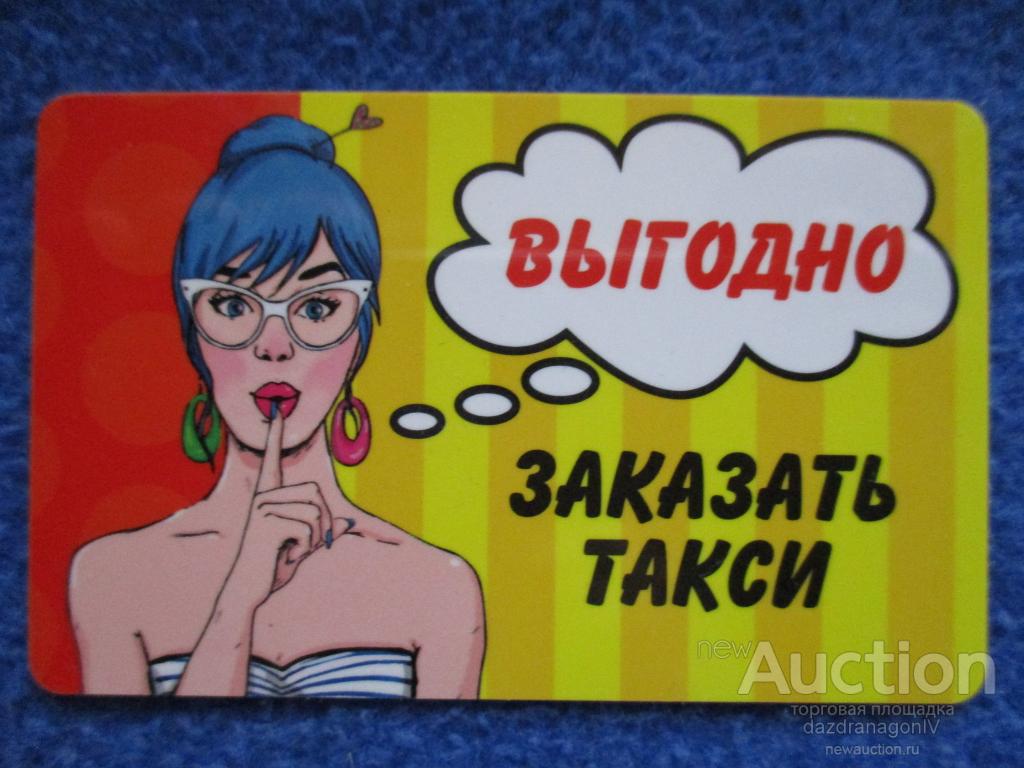 ВЫГОДНО
ЗАКАЗАТЬ
ТАКСИ
newAuction
торговая площадка
dazdranagonIV
newauction.ru